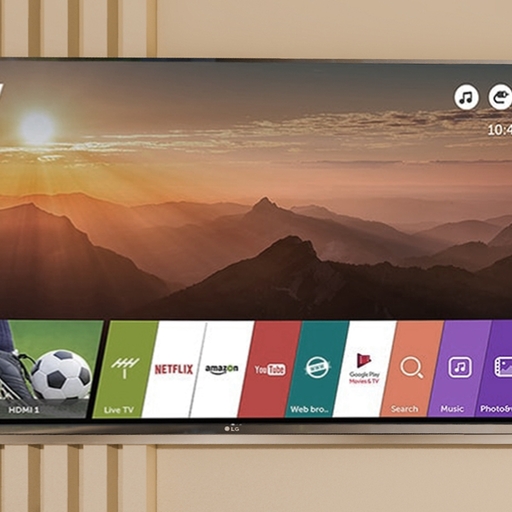 10:4
HDMI 1
Live TV
NETFLIX
amazon
YouTube
Web bro..
Google Play
Movies & TV
Search
Music
Photo&
LG